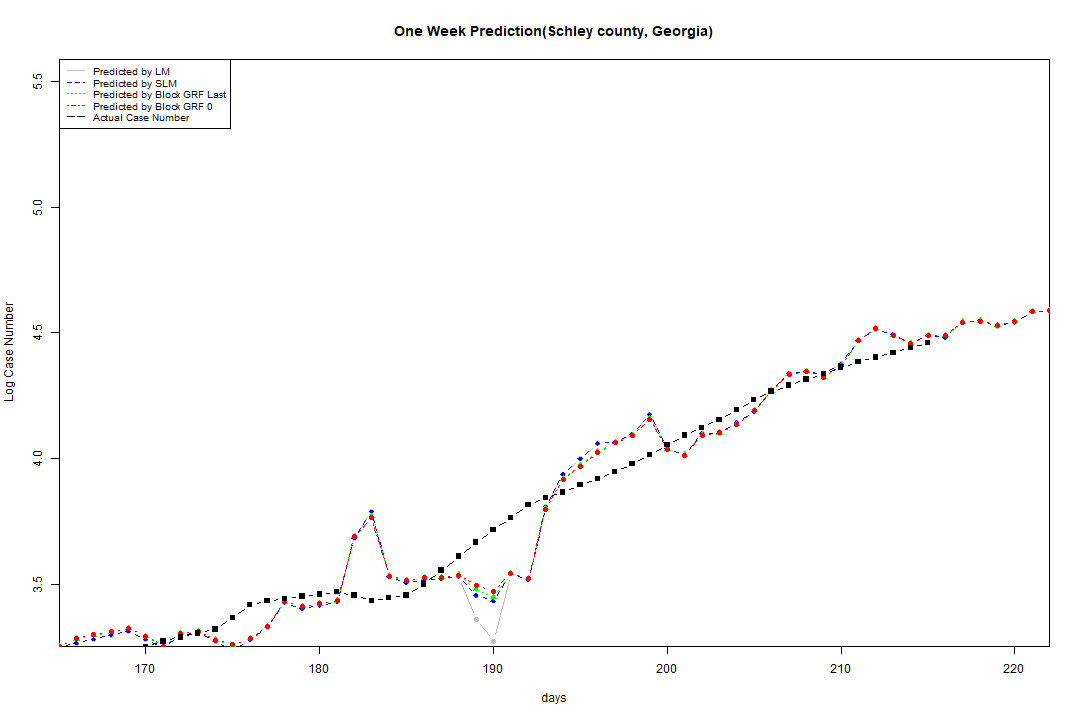 One Week Prediction(Schley county, Georgia)
Predicted by LM
Predicted by SLM
Predicted by Block GRF Last
Predicted by Block GRF 0
Actual Case Number
5.5
5.0
4.5
4.0
3.5
Log Case Number
170 180 190 200 210 220
days